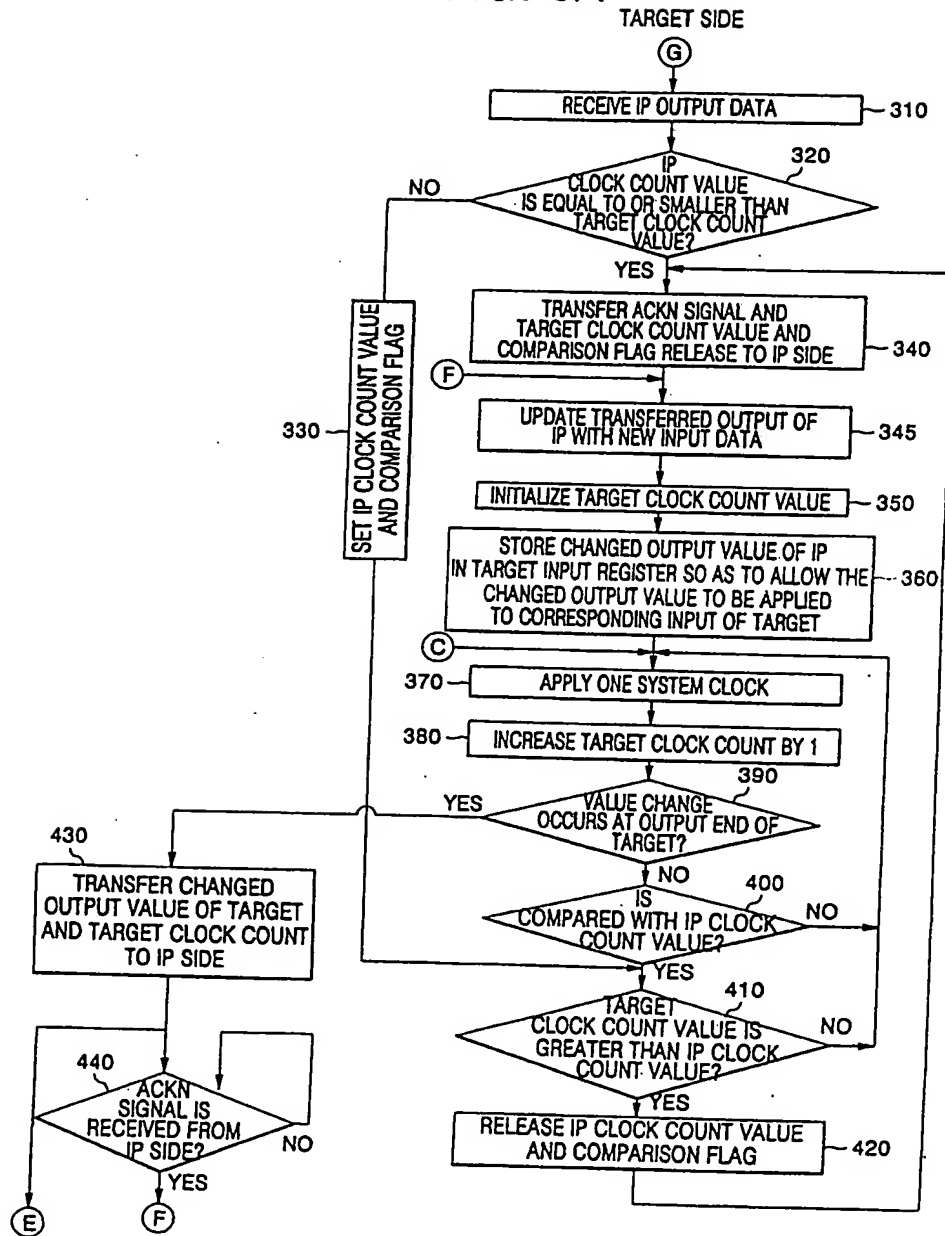 TARGET SIDE
G
RECEIVE IP OUTPUT DATA
310
320
IP
CLOCK COUNT VALUE
IS EQUAL TO OR SMALLER THAN
TARGET CLOCK COUNT
VALUE?
NO
YES
TRANSFER ACKN SIGNAL AND
TARGET CLOCK COUNT VALUE AND
COMPARISON FLAG RELEASE TO IP SIDE
340
330
SET IP CLOCK COUNT VALUE
AND COMPARISON FLAG
F
UPDATE TRANSFERRED OUTPUT OF
IP WITH NEW INPUT DATA
345
INITIALIZE TARGET CLOCK COUNT VALUE
350
STORE CHANGED OUTPUT VALUE OF IP
IN TARGET INPUT REGISTER SO AS TO ALLOW THE
CHANGED OUTPUT VALUE TO BE APPLIED
TO CORRESPONDING INPUT OF TARGET
360
C
370
APPLY ONE SYSTEM CLOCK
380
INCREASE TARGET CLOCK COUNT BY 1
390
VALUE CHANGE
OCCURS AT OUTPUT END OF
TARGET?
YES
NO
430
TRANSFER CHANGED
OUTPUT VALUE OF TARGET
AND TARGET CLOCK COUNT
TO IP SIDE
400
IS
COMPARED WITH IP CLOCK
COUNT VALUE?
NO
YES
410
TARGET
CLOCK COUNT VALUE IS
GREATER THAN IP CLOCK
COUNT VALUE?
NO
YES
440
ACKN
SIGNAL IS
RECEIVED FROM
IP SIDE?
NO
YES
RELEASE IP CLOCK COUNT VALUE
AND COMPARISON FLAG
420
E
F